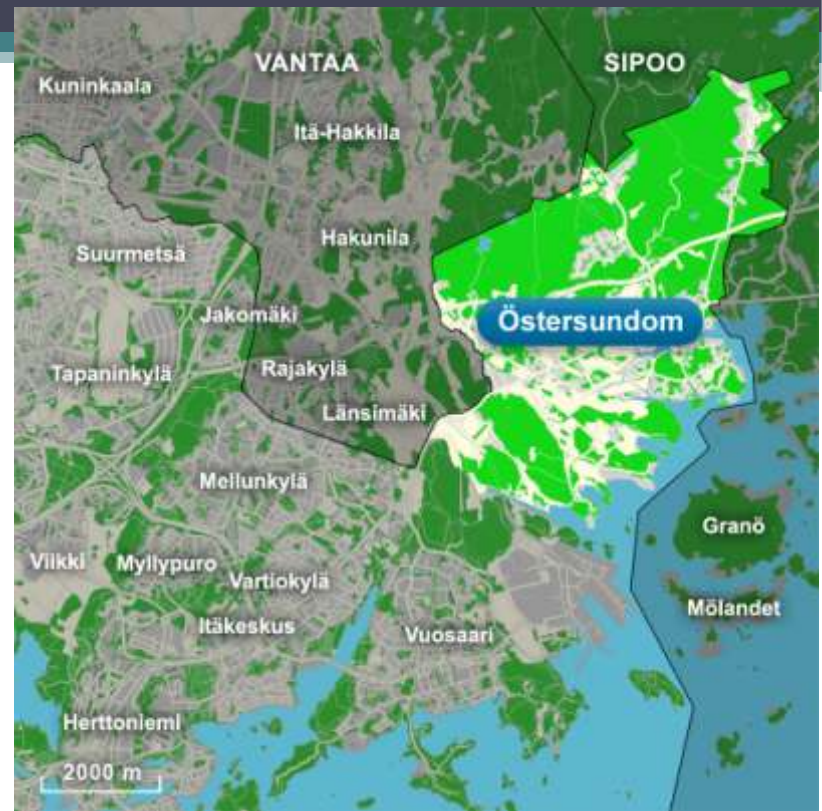 VANTAA
SIPOO
Kuninkaala
Itä-Hakkila
Hakunila
Suurmetsä
Jakomäki
Östersundom
Tapaninkylä
Rajakylä
Länsimäki
Mellunkylä
Granö
Viikki
Myllypuro
Vartiokylä
Mölandet
Itäkeskus
Vuosaari
Herttoniemi
2000 m